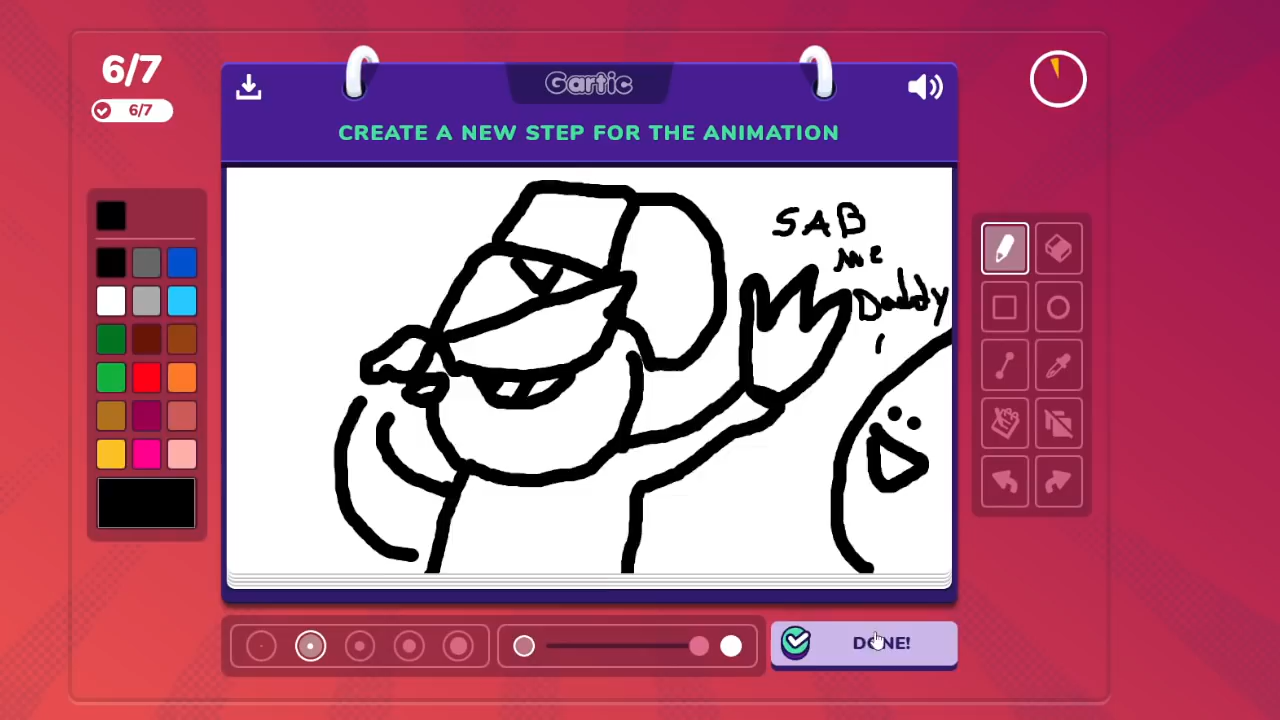 6/7
6/7
Gartic
CREATE A NEW STEP FOR THE ANIMATION
SAB
me
Daddy
DONE!